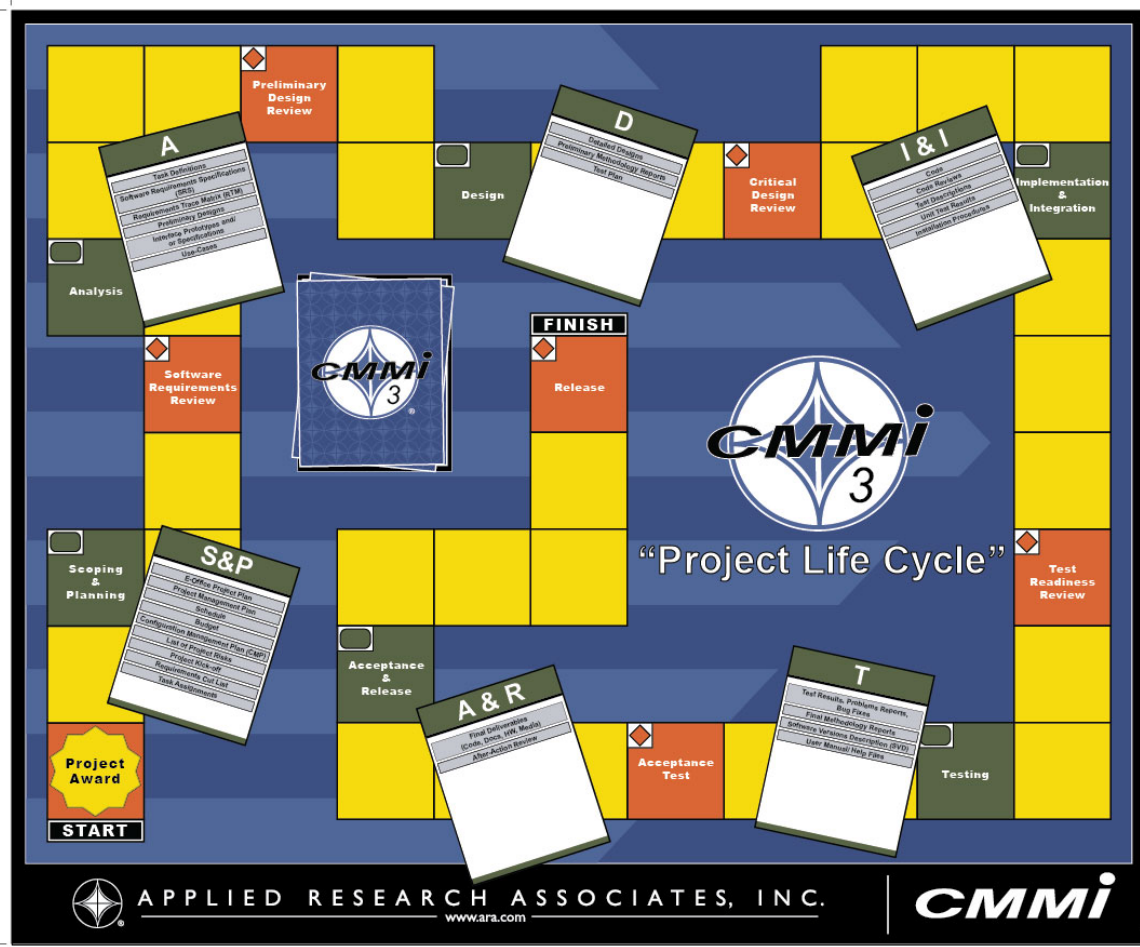 Preliminary
Design
Review
A
Task Definitions
Software Requirements Specifications
(SRS)
Requirements Trace Matrix (RTM)
Preliminary Designs
Interface Prototypes and/
or Specifications
Use-Cases
Analysis
Design
D
Detailed Designs
Preliminary Methodology Reports
Test Plan
Critical
Design
Review
I & I
Code
Code Reviews
Test Descriptions
Unit Test Results
Installation Procedures
Implementation
&
Integration
Software
Requirements
Review
CMMi
3
®
FINISH
Release
CMMi
3
"Project Life Cycle"
Scoping
&
Planning
S&P
E-Office Project Plan
Project Management Plan
Schedule
Budget
Configuration Management Plan (CMP)
List of Project Risks
Project Kick-off
Requirements Cut List
Task Assignments
Test
Readiness
Review
Acceptance
&
Release
A & R
Final Deliverables
(Code, Docs, HW, Media)
After-Action Review
Acceptance
Test
T
Test Results, Problems Reports,
Bug Fixes
Final Methodology Reports
Software Versions Description (SVD)
User Manual/ Help Files
Testing
Project
Award
START
APPLIED RESEARCH ASSOCIATES, INC.
www.ara.com
CMMi